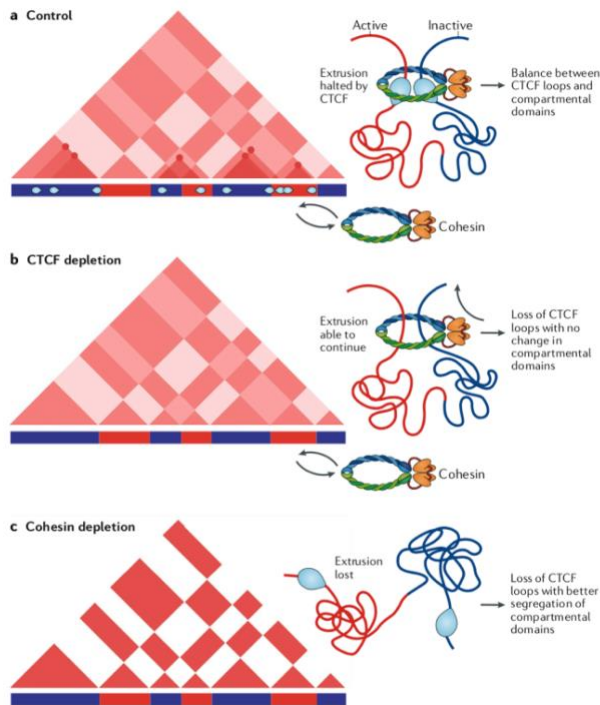 a Control
Active
Inactive
Extrusion
halted by
CTCF
Balance between
CTCF loops and
compartmental
domains
Cohesin
b CTCF depletion
Extrusion
able to
continue
Loss of CTCF
loops with no
change in
compartmental
domains
Cohesin
c Cohesin depletion
Extrusion
lost
Loss of CTCF
loops with better
segregation of
compartmental
domains